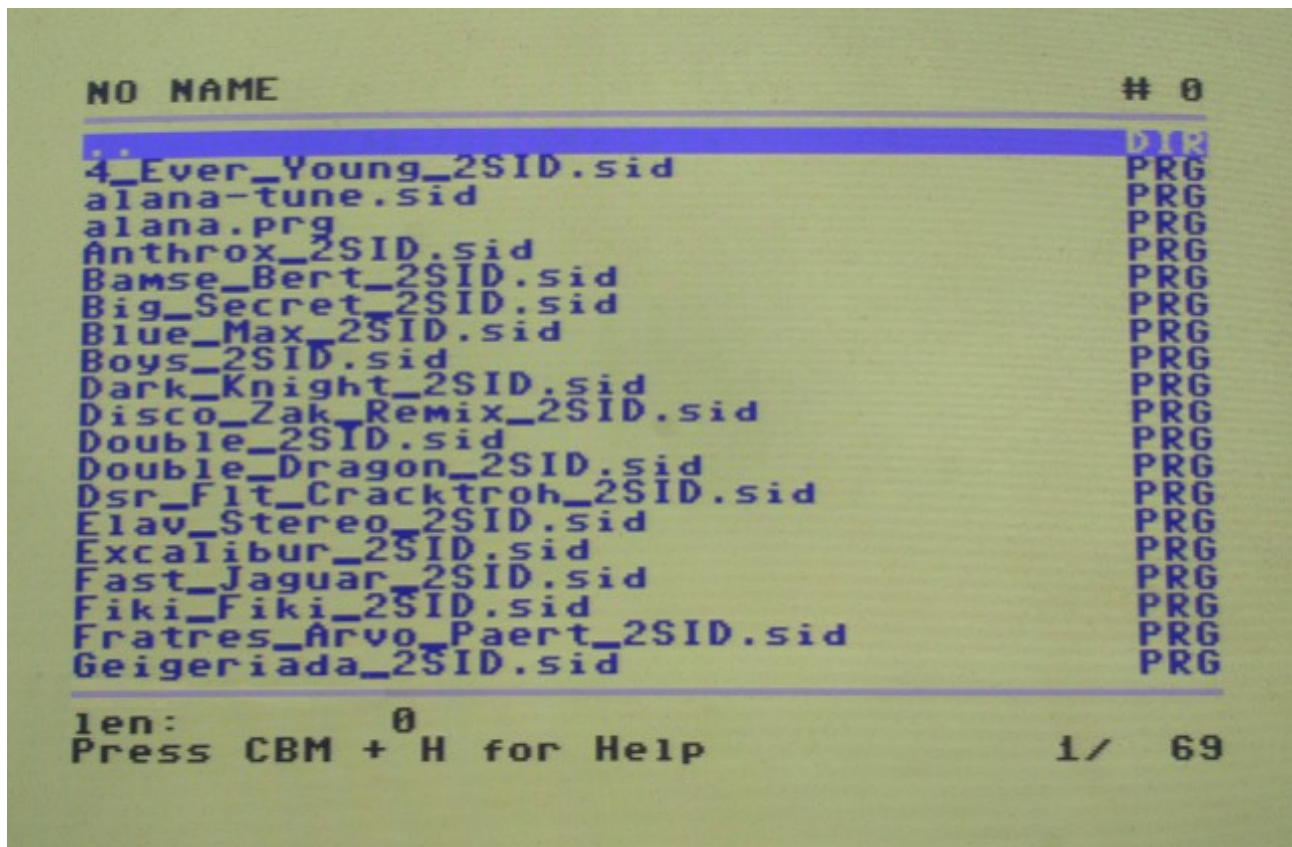 NO NAME # 0
.. DIR
4_Ever_Young_2SID.sid PRG
alana-tune.sid PRG
alana.prg PRG
Anthrox_2SID.sid PRG
Bamse_Bert_2SID.sid PRG
Big_Secret_2SID.sid PRG
Blue_Max_2SID.sid PRG
Boys_2SID.sid PRG
Dark_Knight_2SID.sid PRG
Disco_Zak_Remix_2SID.sid PRG
Double_2SID.sid PRG
Double_Dragon_2SID.sid PRG
Dsr_Flt_Cracktroh_2SID.sid PRG
Elav_Stereo_2SID.sid PRG
Excalibur_2SID.sid PRG
Fast_Jaguar_2SID.sid PRG
Fiki_Fiki_2SID.sid PRG
Fratres_Arvo_Paert_2SID.sid PRG
Geigeriada_2SID.sid PRG
len: 0
Press CBM + H for Help 1/ 69